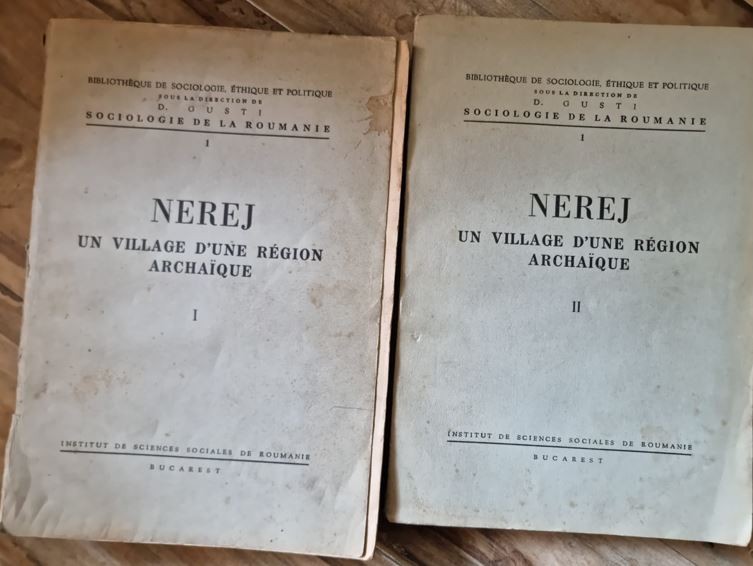 BIBLIOTHÈQUE DE SOCIOLOGIE, ÉTHIQUE ET POLITIQUE
SOUS LA DIRECTION DE
D. GUSTI
SOCIOLOGIE DE LA ROUMANIE
1
NEREJ
UN VILLAGE D'UNE RÉGION
ARCHAÏQUE
I
INSTITUT DE SCIENCES SOCIALES DE ROUMANIE
BUCAREST
BIBLIOTHÈQUE DE SOCIOLOGIE, ÉTHIQUE ET POLITIQUE
SOUS LA DIRECTION DE
D. GUSTI
SOCIOLOGIE DE LA ROUMANIE
1
NEREJ
UN VILLAGE D'UNE RÉGION
ARCHAÏQUE
II
INSTITUT DE SCIENCES SOCIALES DE ROUMANIE
BUCAREST